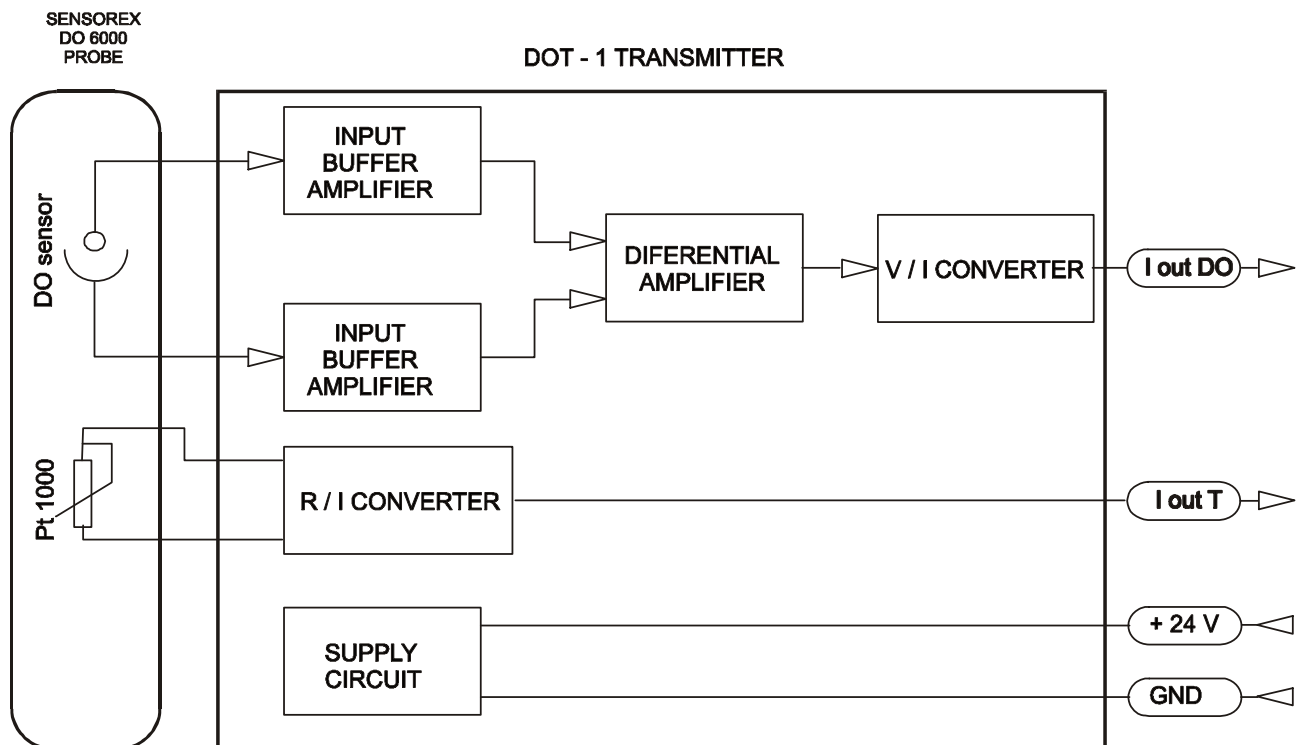 SENSOREX
DO 6000
PROBE
DOT - 1 TRANSMITTER
DO sensor
Pt 1000
INPUT
BUFFER
AMPLIFIER
INPUT
BUFFER
AMPLIFIER
DIFERENTIAL
AMPLIFIER
V / I CONVERTER
I out DO
R / I CONVERTER
I out T
SUPPLY
CIRCUIT
+ 24 V
GND